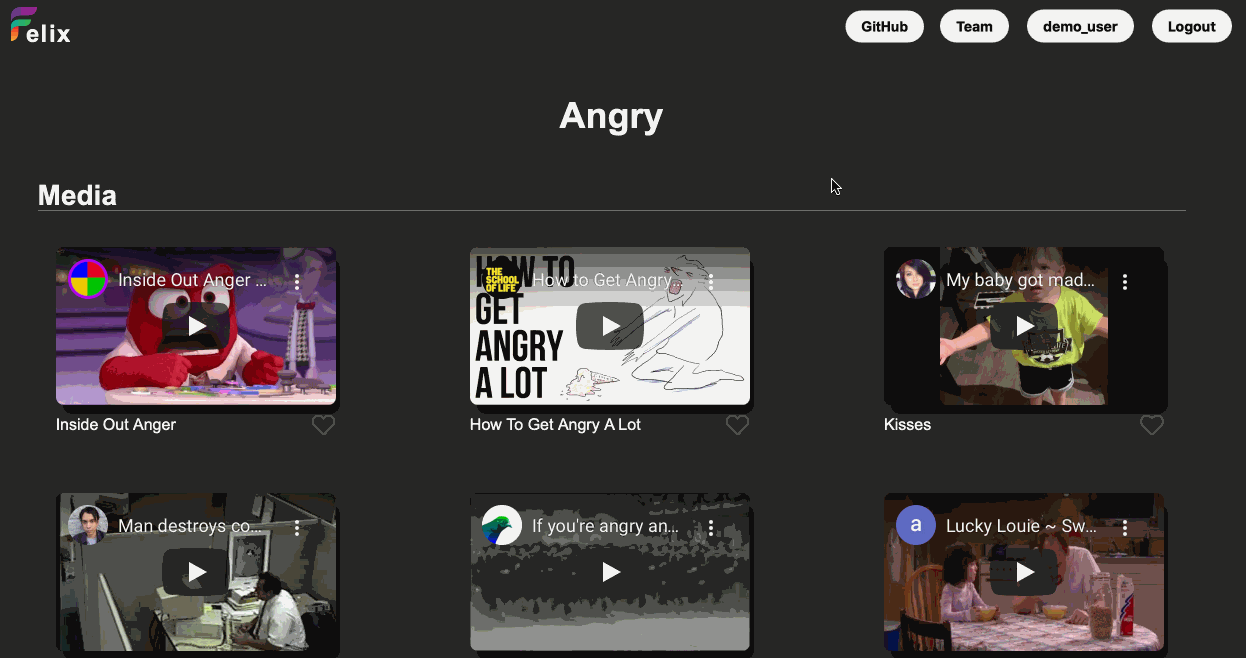 Felix
GitHub
Team
demo_user
Logout
Angry
Media
Inside Out Anger ...
HOW TO
GET
ANGRY
A LOT
THE
SCHOOL
OF LIFE
How to Get Angry...
My baby got mad...
Inside Out Anger
How To Get Angry A Lot
Kisses
Man destroys co...
If you're angry an...
a
Lucky Louie ~ Sw...